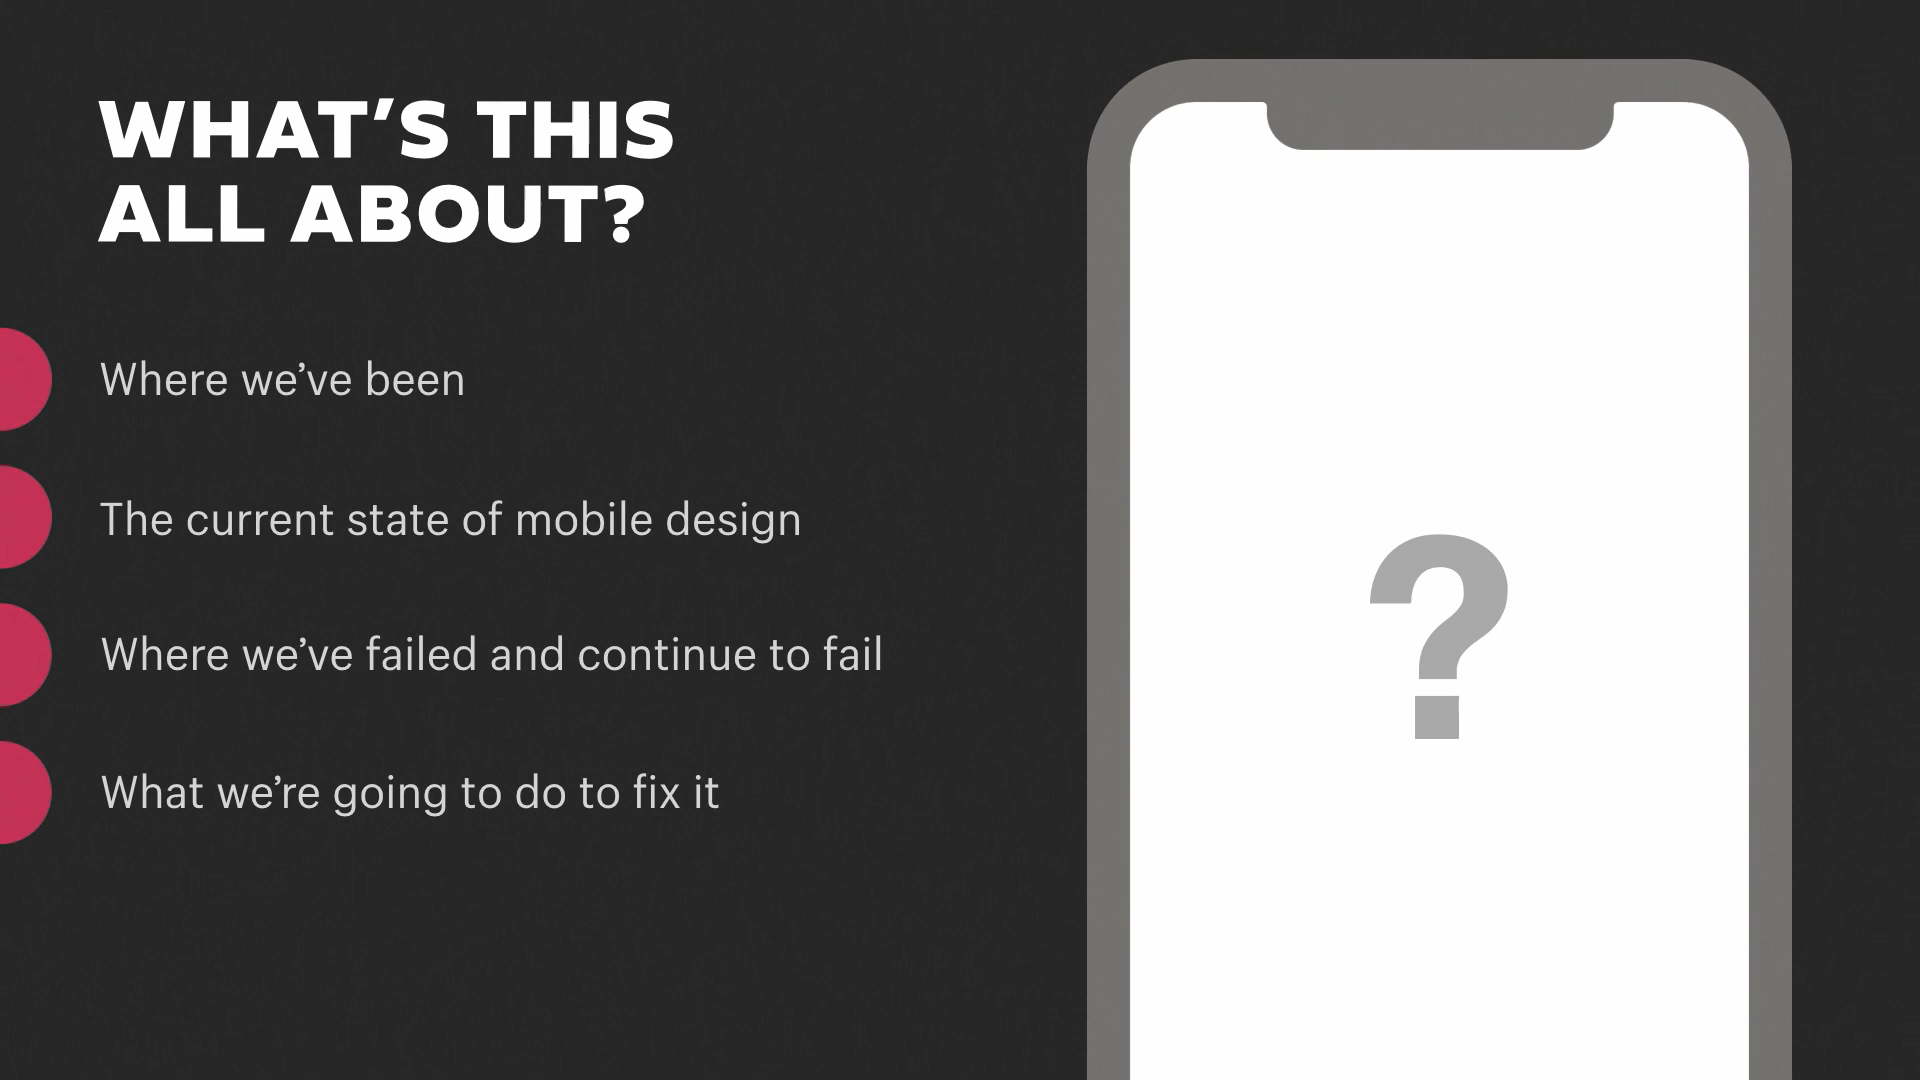 WHAT’S THIS
ALL ABOUT?
Where we’ve been
The current state of mobile design
Where we’ve failed and continue to fail
What we’re going to do to fix it
?